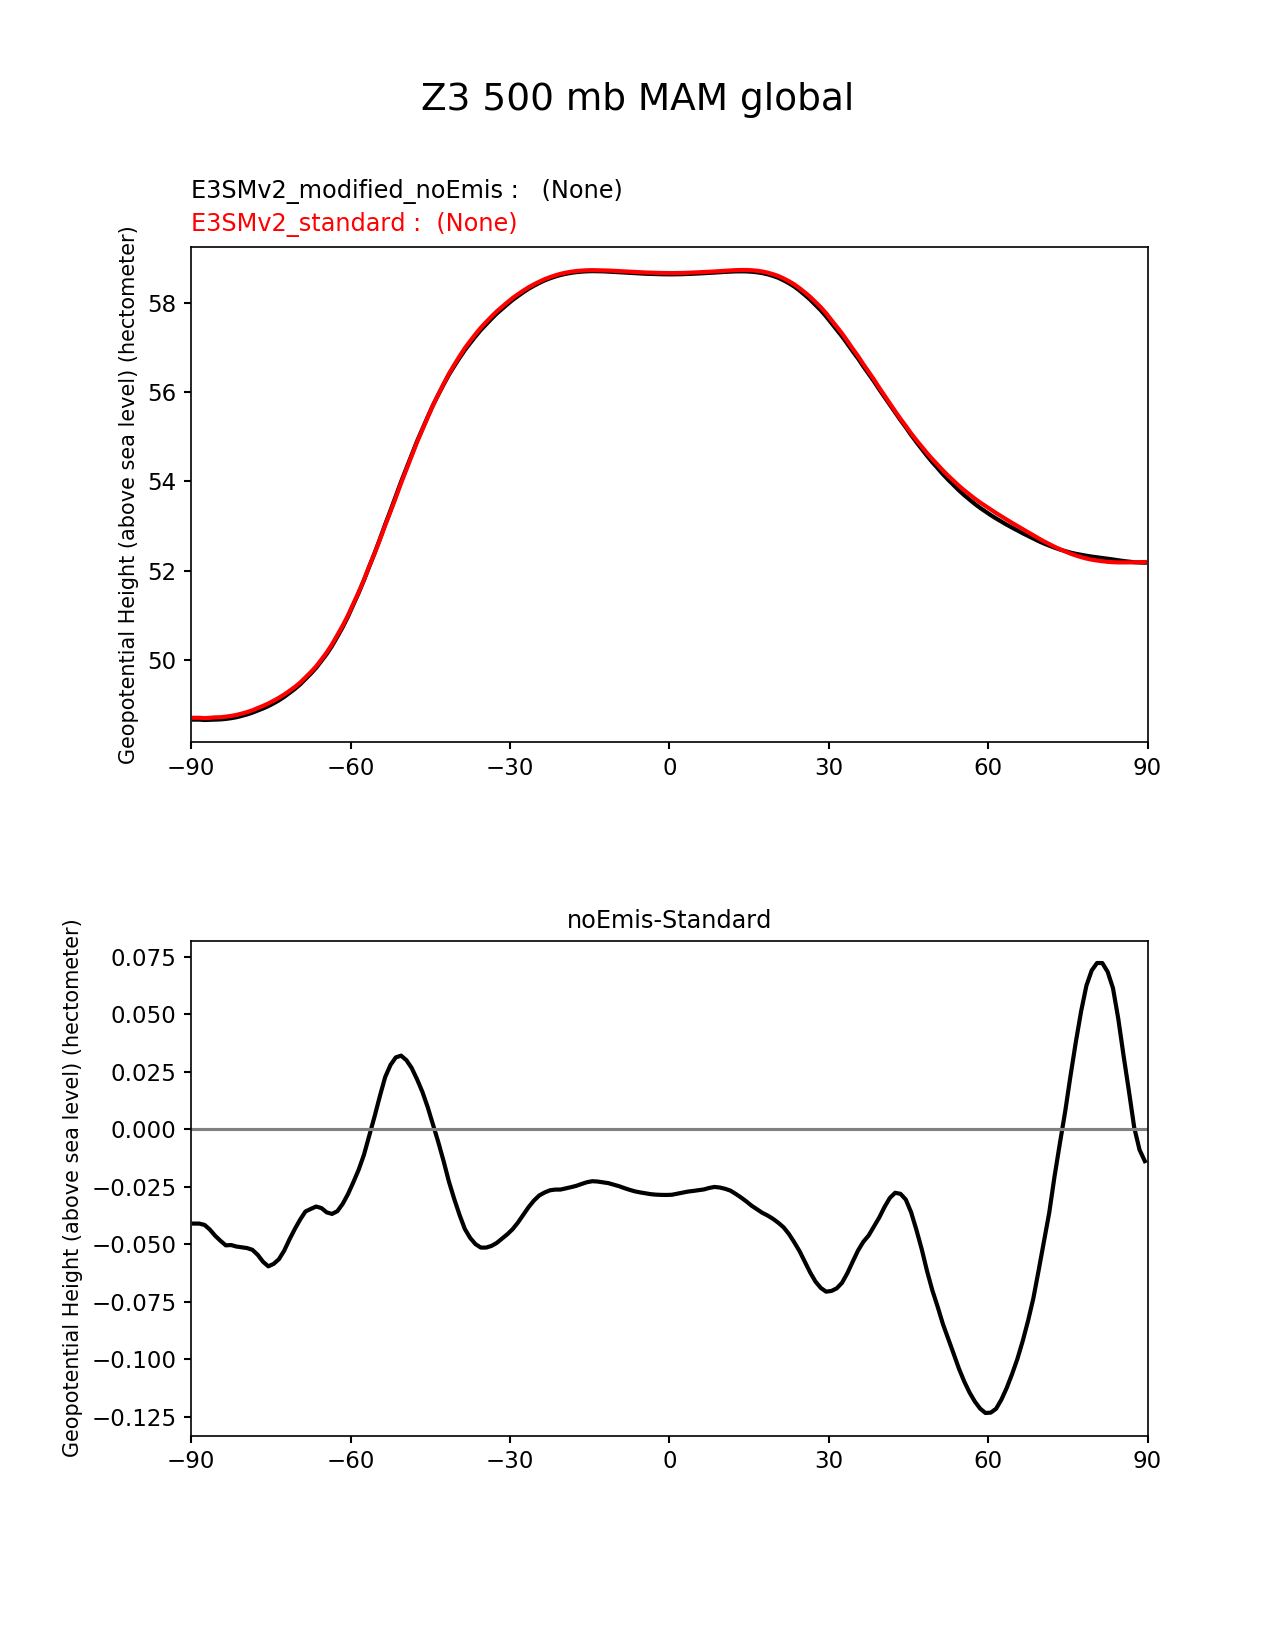 Z3 500 mb MAM global
E3SMv2_modified_noEmis :   (None)
E3SMv2_standard :  (None)
Geopotential Height (above sea level) (hectometer)
58
56
54
52
50
−90 −60 −30 0 30 60 90
noEmis-Standard
Geopotential Height (above sea level) (hectometer)
0.075
0.050
0.025
0.000
−0.025
−0.050
−0.075
−0.100
−0.125
−90 −60 −30 0 30 60 90